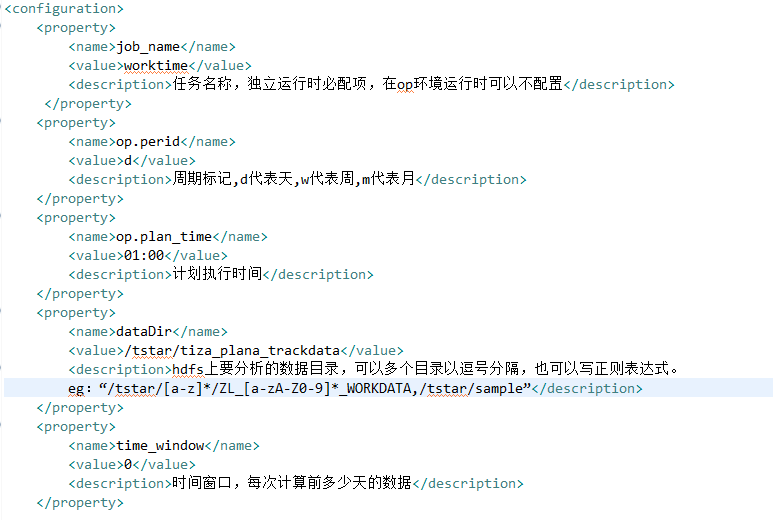 <configuration>
<property>
<name>job_name</name>
<value>worktime</value>
<description>任务名称，独立运行时必配项，在op环境运行时可以不配置</description>
</property>
<property>
<name>op.perid</name>
<value>d</value>
<description>周期标记,d代表天,w代表周,m代表月</description>
</property>
<property>
<name>op.plan_time</name>
<value>01:00</value>
<description>计划执行时间</description>
</property>
<property>
<name>dataDir</name>
<value>/tstar/tiza_plana_trackdata</value>
<description>hdfs上要分析的数据目录，可以多个目录以逗号分隔，也可以写正则表达式。
eg：“/tstar/[a-z]*/ZL_[a-zA-Z0-9]*_WORKDATA,/tstar/sample”</description>
</property>
<property>
<name>time_window</name>
<value>0</value>
<description>时间窗口，每次计算前多少天的数据</description>
</property>